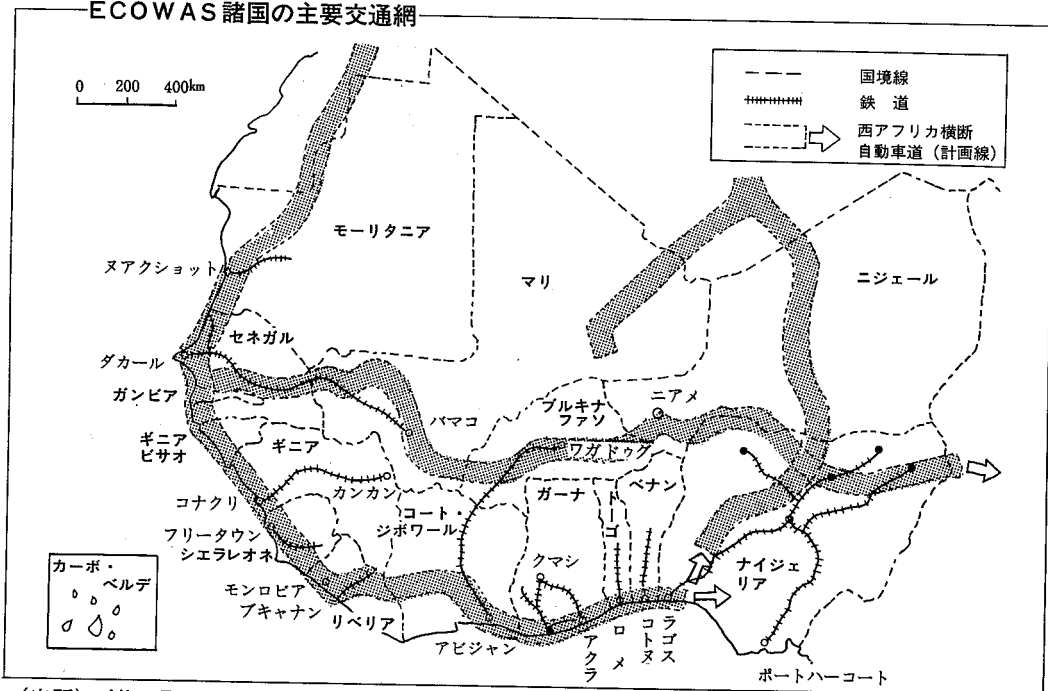 ECOWAS諸国の主要交通網
0 200 400km
国境線
鉄道
西アフリカ横断
自動車道（計画線）
モーリタニア
ヌアクショット
マリ
ニジェール
セネガル
ダカール
ガンビア
バマコ
ブルキナ
ファソ
ニアメ
ギニア
ビサオ
ギニア
ワガドゥグ
コナクリ
カンカン
ガーナ
トーゴ
ベナン
コート・
ジボワール
フリータウン
シエラレオネ
クマシ
ナイジェ
リア
カーボ・
ベルデ
モンロビア
ブキャナン
リベリア
アビジャン
アクラ
ロメ
コトヌ
ラゴス
ポートハーコート